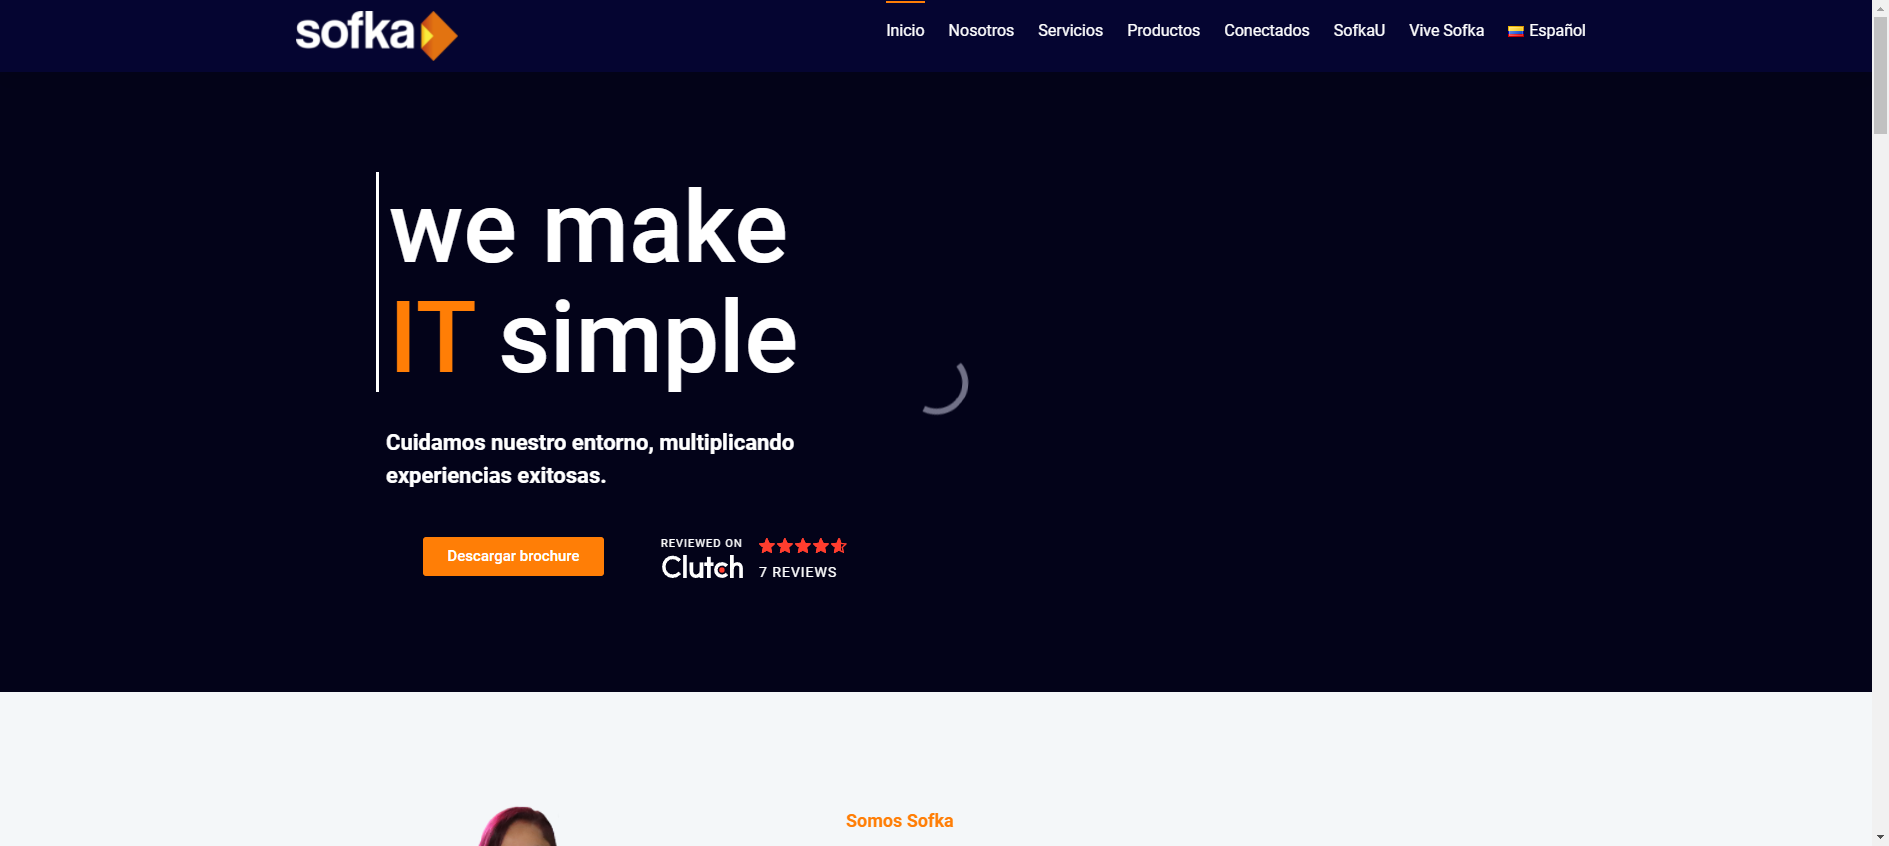 sofka
Inicio Nosotros Servicios Productos Conectados SofkaU Vive Sofka Español
we make
IT simple
Cuidamos nuestro entorno, multiplicando
experiencias exitosas.
Descargar brochure
REVIEWED ON
Clutch
7 REVIEWS
Somos Sofka